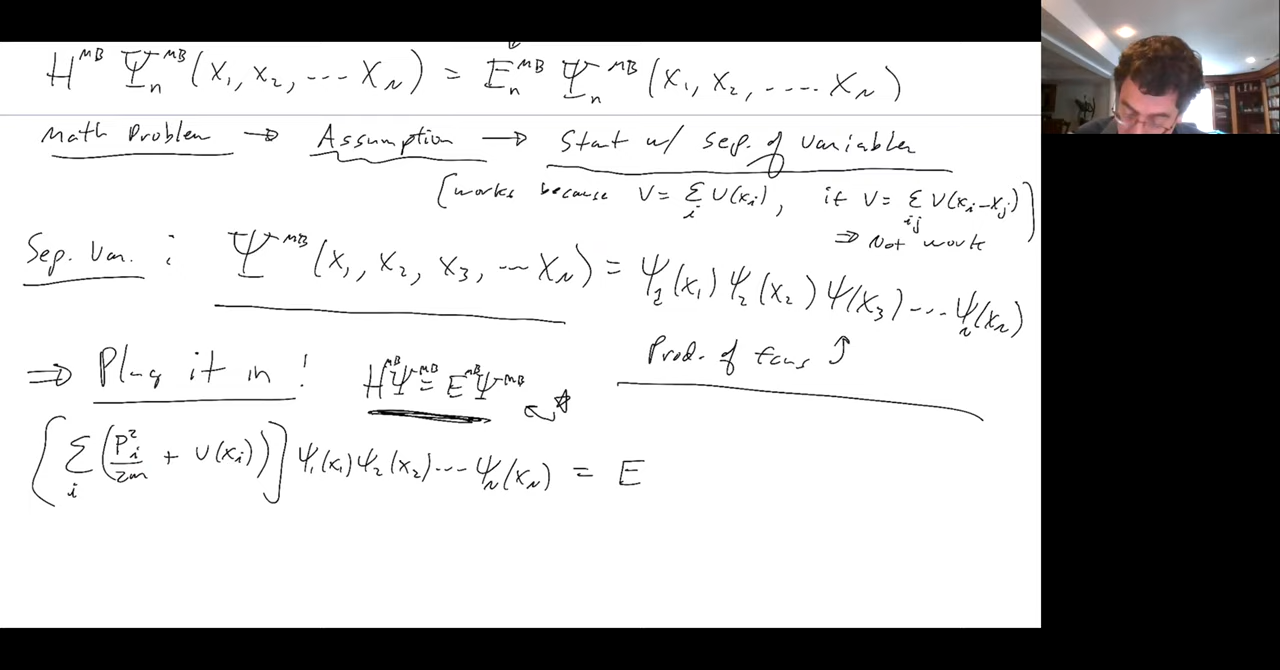 H^MB Ψ_n^MB (x_1, x_2, --- x_N) = E_n^MB Ψ_n^MB (x_1, x_2, ---- x_N)
Math Problem → Assumption → Start w/ sep. of variables
[works because V = Σ_i U(x_i), if V = Σ_ij V(x_i-x_j)]
⇒ Not work
Sep. Var. : Ψ^MB (x_1, x_2, x_3, --- x_N) = ψ_1(x_1) ψ_2(x_2) ψ(x_3) --- ψ_N(x_N)
Prod. of fcns ↑
⇒ Plug it in! H^MB Ψ^MB = E^MB Ψ^MB ↜☆
[Σ_i (P_i^2/2m + U(x_i))] ψ_1(x_1) ψ_2(x_2) --- ψ_N(x_N) = E